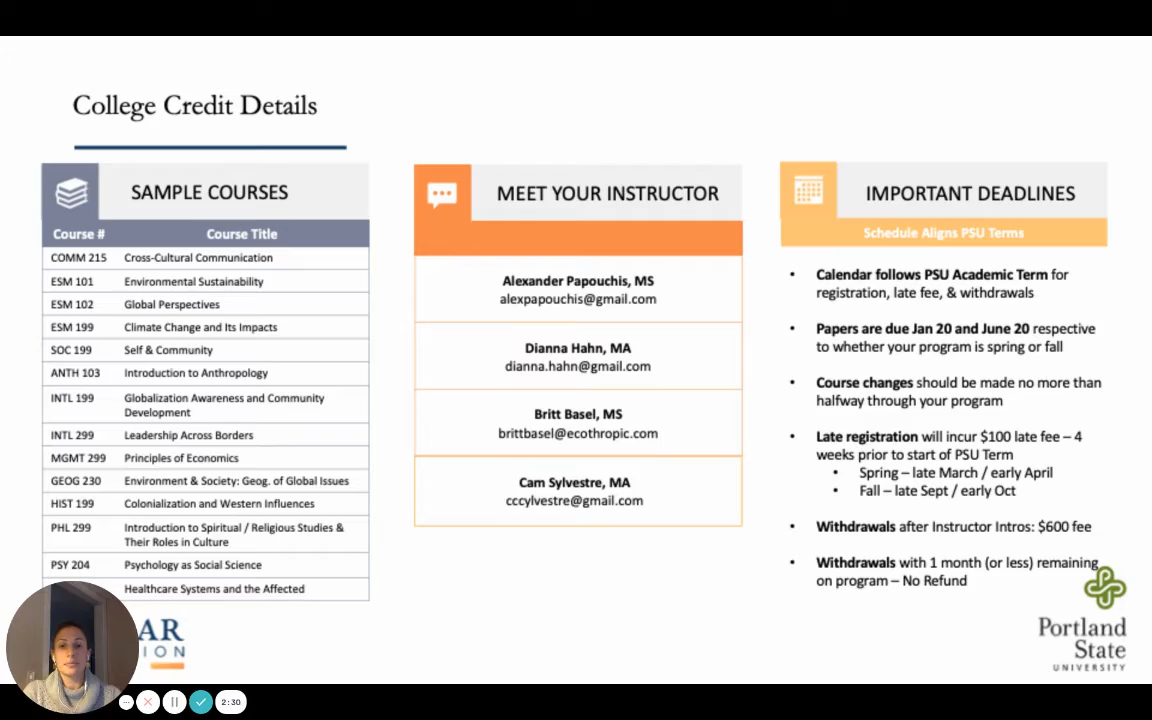 College Credit Details
SAMPLE COURSES
Course # Course Title
COMM 215 Cross-Cultural Communication
ESM 101 Environmental Sustainability
ESM 102 Global Perspectives
ESM 199 Climate Change and Its Impacts
SOC 199 Self & Community
ANTH 103 Introduction to Anthropology
INTL 199 Globalization Awareness and Community
Development
INTL 299 Leadership Across Borders
MGMT 299 Principles of Economics
GEOG 230 Environment & Society: Geog. of Global Issues
HIST 199 Colonialization and Western Influences
PHL 299 Introduction to Spiritual / Religious Studies &
Their Roles in Culture
PSY 204 Psychology as Social Science
Healthcare Systems and the Affected
MEET YOUR INSTRUCTOR
Alexander Papouchis, MS
alexpapouchis@gmail.com
Dianna Hahn, MA
dianna.hahn@gmail.com
Britt Basel, MS
brittbasel@ecothropic.com
Cam Sylvestre, MA
cccylvestre@gmail.com
IMPORTANT DEADLINES
Schedule Aligns PSU Terms
• Calendar follows PSU Academic Term for
registration, late fee, & withdrawals
• Papers are due Jan 20 and June 20 respective
to whether your program is spring or fall
• Course changes should be made no more than
halfway through your program
• Late registration will incur $100 late fee – 4
weeks prior to start of PSU Term
• Spring – late March / early April
• Fall – late Sept / early Oct
• Withdrawals after Instructor Intros: $600 fee
• Withdrawals with 1 month (or less) remaining
on program – No Refund
AR
ION
Portland
State
UNIVERSITY
2:30